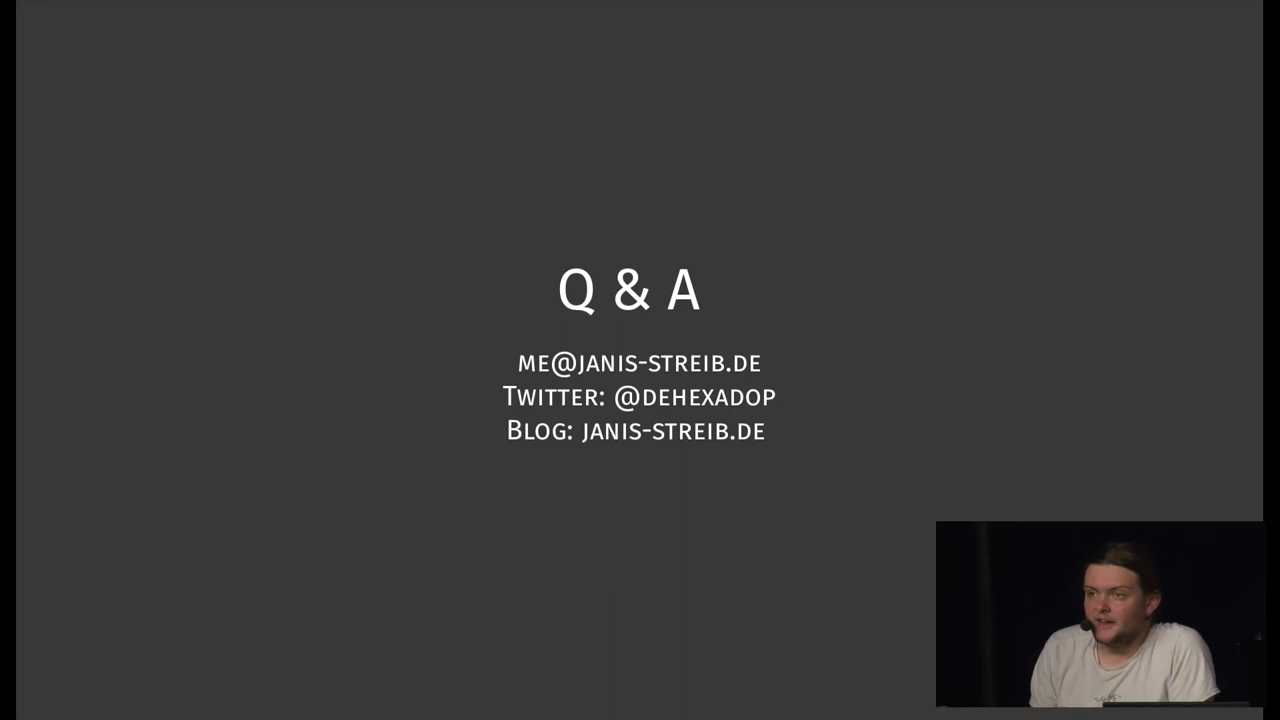 Q & A
me@janis-streib.de
Twitter: @dehexadop
Blog: janis-streib.de